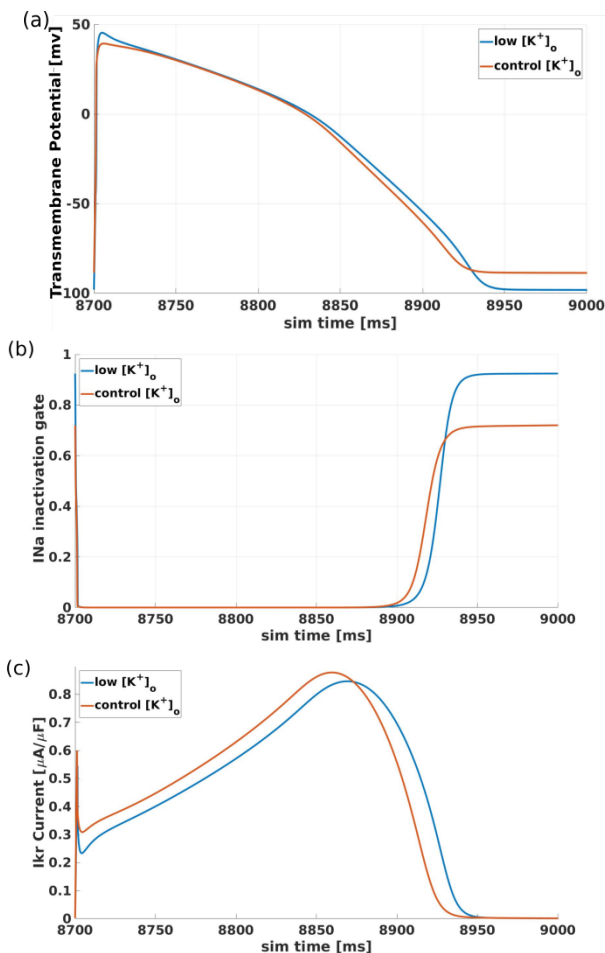 (a)
Transmembrane Potential [mv]
50
0
-50
100
low [K+]o
control [K+]o
8700 8750 8800 8850 8900 8950 9000
sim time [ms]
(b)
INa inactivation gate
1
0.8
0.6
0.4
0.2
0
low [K+]o
control [K+]o
8700 8750 8800 8850 8900 8950 9000
sim time [ms]
(c)
Ikr Current [μA/μF]
0.8
0.7
0.6
0.5
0.4
0.3
0.2
0.1
0
low [K+]o
control [K+]o
8700 8750 8800 8850 8900 8950 9000
sim time [ms]